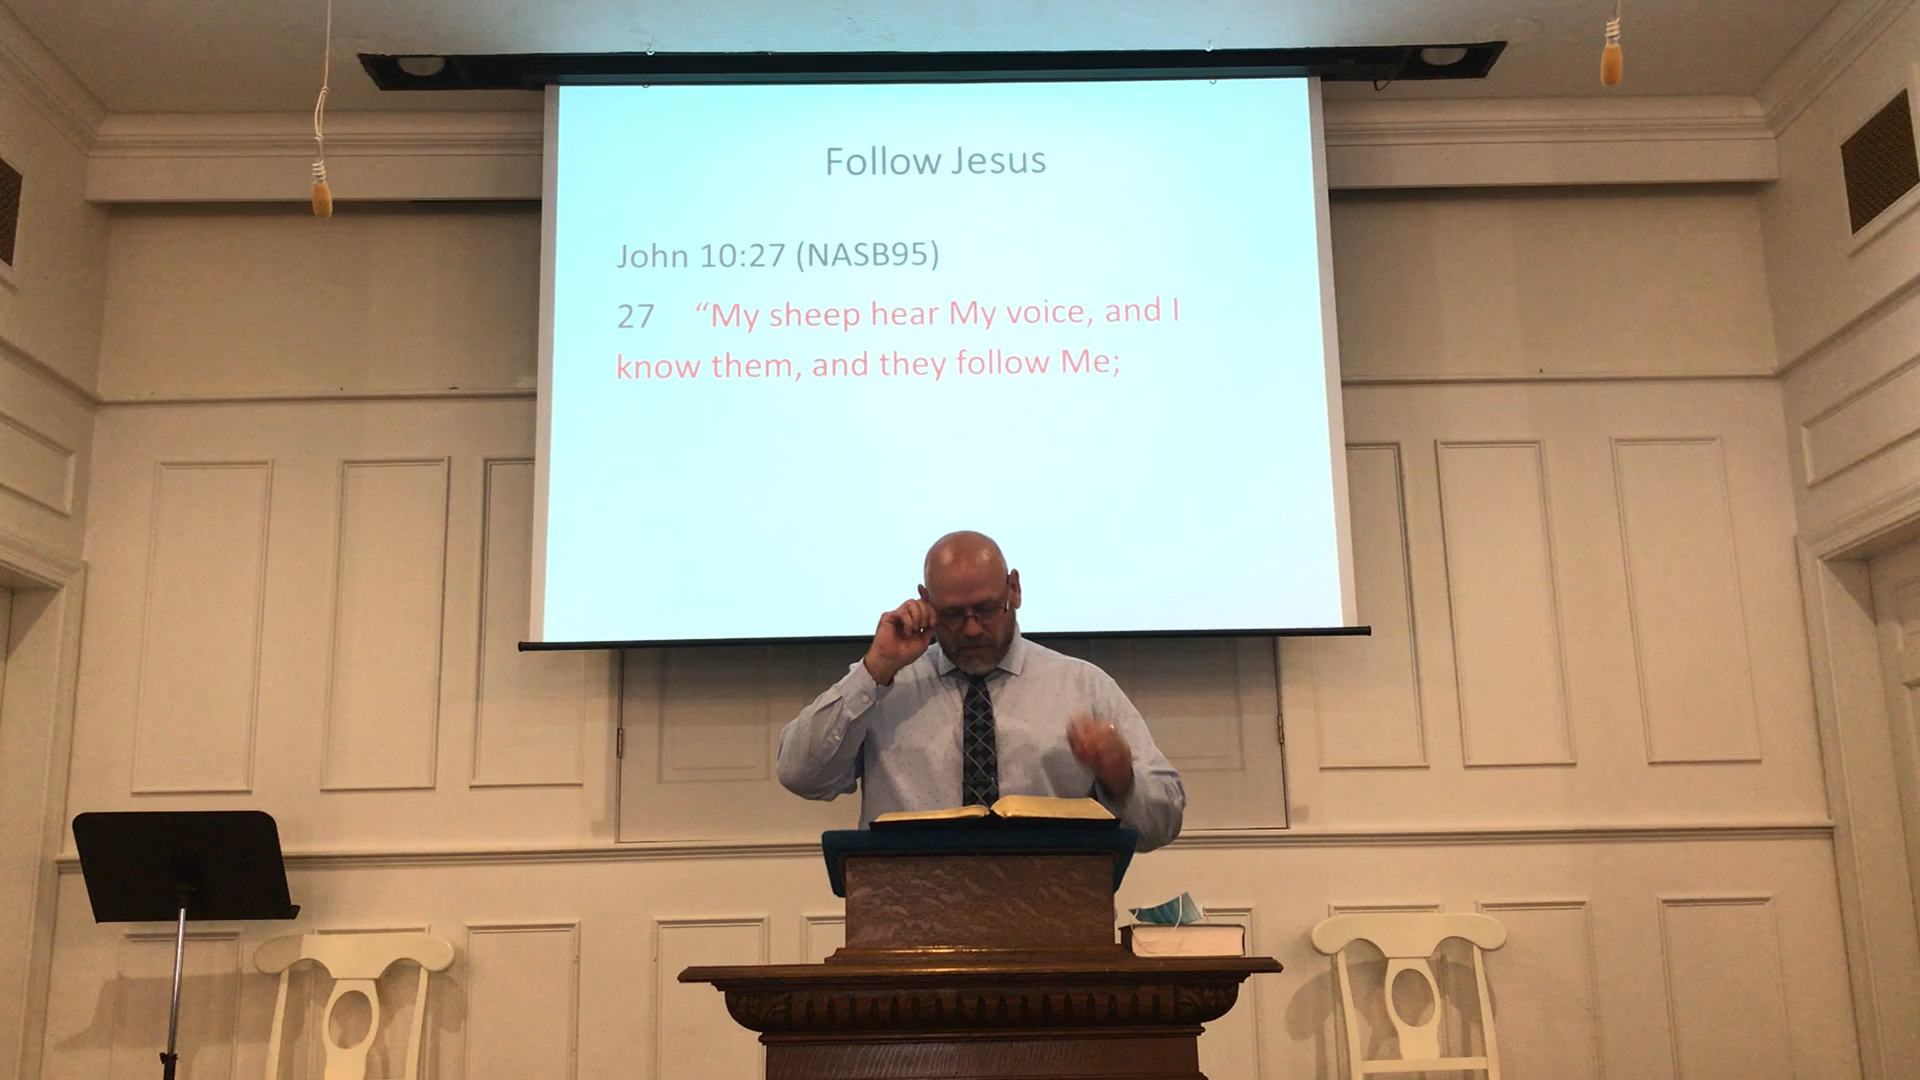 Follow Jesus
John 10:27 (NASB95)
27 “My sheep hear My voice, and I
know them, and they follow Me;